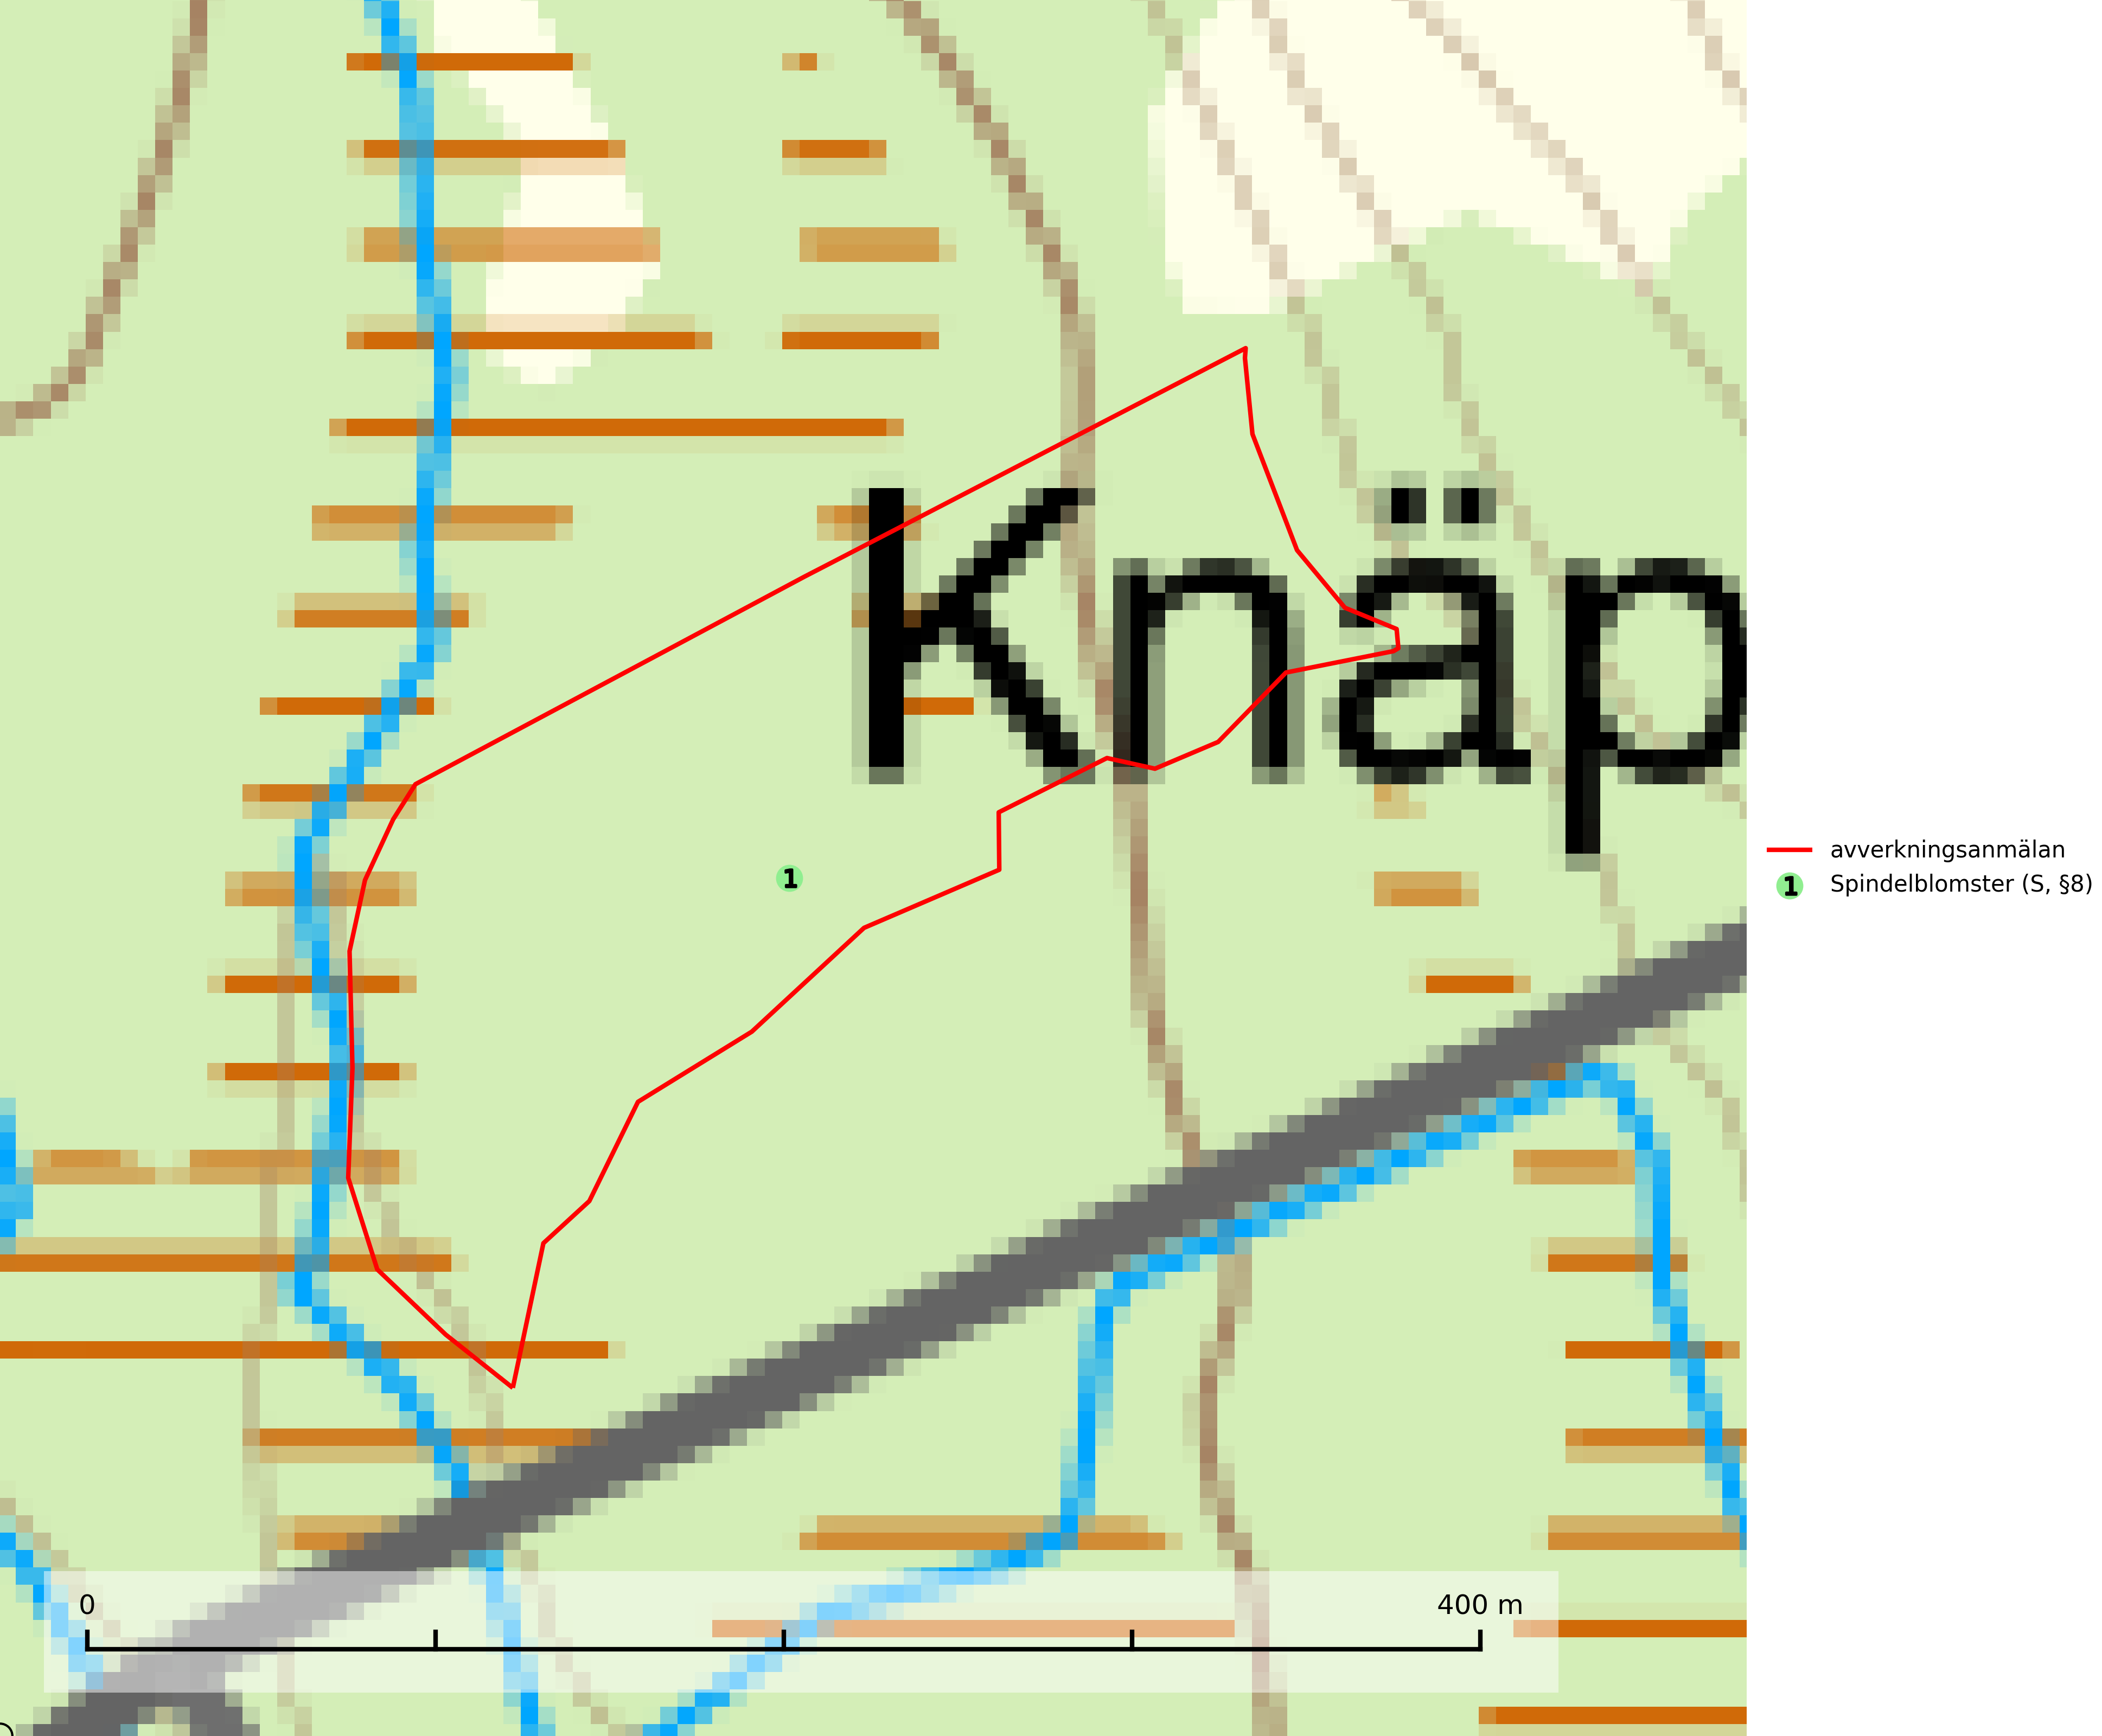 Knäp
1
avverkningsanmälan
1 Spindelblomster (S, §8)
0 400 m